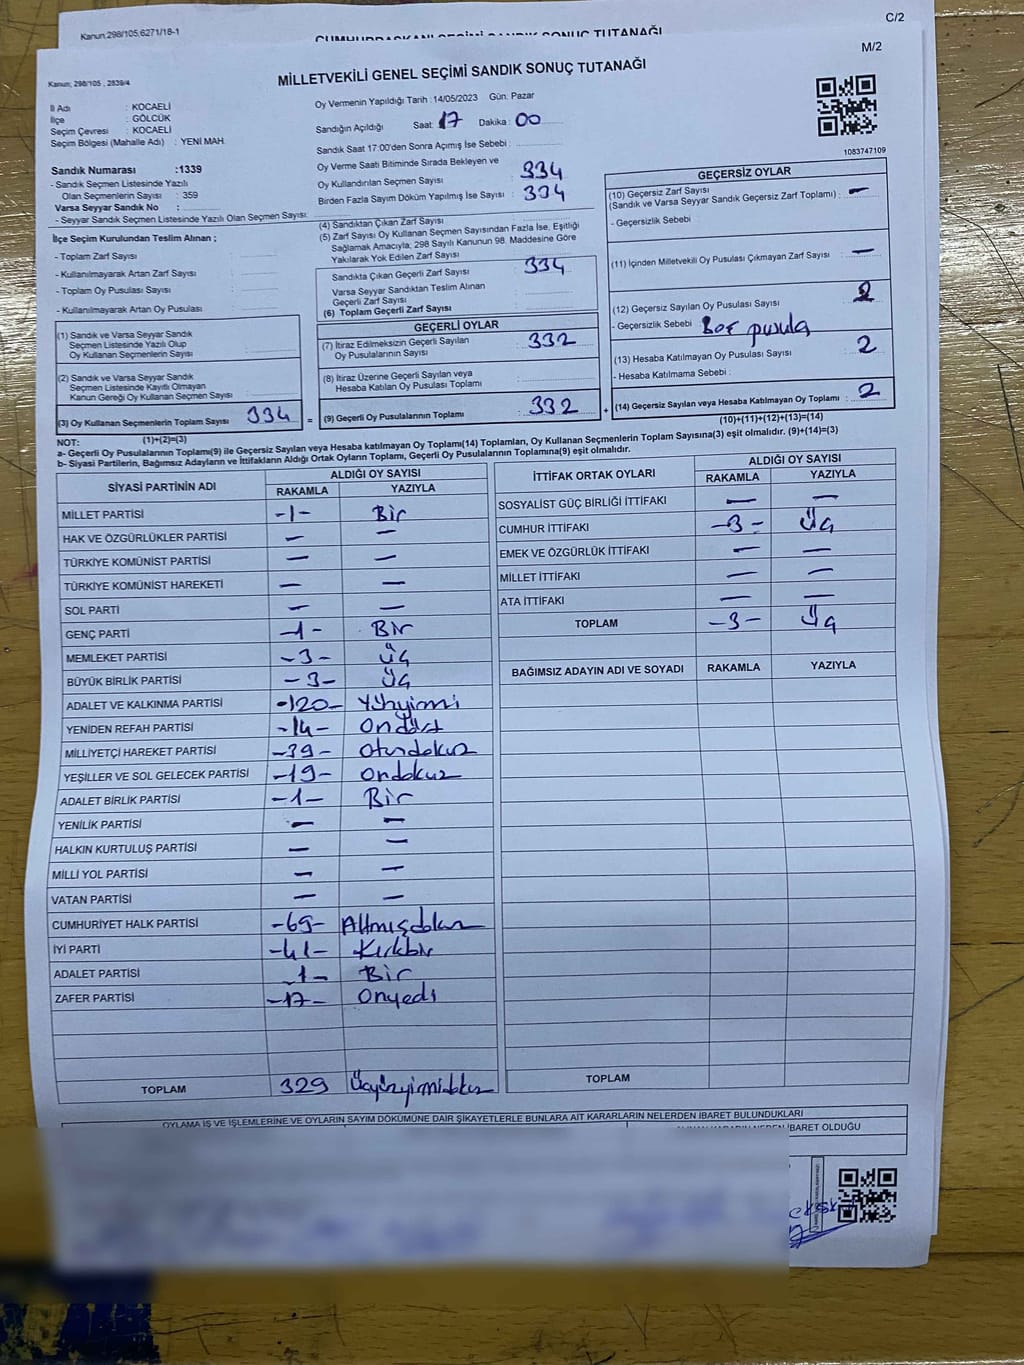 C/2
Kanun,298/105;6271/18-1
CUMHURBAŞKANI SEÇİMİ SANDIK SONUÇ TUTANAĞI
M/2
Kanun; 298/105 , 2839/4
MİLLETVEKİLİ GENEL SEÇİMİ SANDIK SONUÇ TUTANAĞI
İl Adı : KOCAELİ
İlçe : GÖLCÜK
Seçim Çevresi : KOCAELİ
Seçim Bölgesi (Mahalle Adı) : YENİ MAH.
Sandık Numarası :1339
- Sandık Seçmen Listesinde Yazılı
Olan Seçmenlerin Sayısı : 359
Varsa Seyyar Sandık No :
- Seyyar Sandık Seçmen Listesinde Yazılı Olan Seçmen Sayısı:
Oy Vermenin Yapıldığı Tarih :14/05/2023 Gün: Pazar
Sandığın Açıldığı Saat: 17 Dakika : 00
Sandık Saat 17:00'den Sonra Açımış İse Sebebi :
Oy Verme Saati Bitiminde Sırada Bekleyen ve
Oy Kullandırılan Seçmen Sayısı : 334
Birden Fazla Sayım Döküm Yapılmış İse Sayısı : 334
1083747109
İlçe Seçim Kurulundan Teslim Alınan ;
- Toplam Zarf Sayısı :
- Kullanılmayarak Artan Zarf Sayısı :
- Toplam Oy Pusulası Sayısı :
- Kullanılmayarak Artan Oy Pusulası :
(4) Sandıktan Çıkan Zarf Sayısı :
(5) Zarf Sayısı Oy Kullanan Seçmen Sayısından Fazla İse, Eşitliği
Sağlamak Amacıyla; 298 Sayılı Kanunun 98. Maddesine Göre
Yakılarak Yok Edilen Zarf Sayısı :
Sandıkta Çıkan Geçerli Zarf Sayısı : 334
Varsa Seyyar Sandıktan Teslim Alınan
Geçerli Zarf Sayısı :
(6) Toplam Geçerli Zarf Sayısı :
GEÇERSİZ OYLAR
(10) Geçersiz Zarf Sayısı
(Sandık ve Varsa Seyyar Sandık Geçersiz Zarf Toplamı) : —
- Geçersizlik Sebebi :
(11) İçinden Milletvekili Oy Pusulası Çıkmayan Zarf Sayısı : —
(12) Geçersiz Sayılan Oy Pusulası Sayısı : 2
- Geçersizlik Sebebi : Boş pusula
(13) Hesaba Katılmayan Oy Pusulası Sayısı : 2
- Hesaba Katılmama Sebebi :
(14) Geçersiz Sayılan veya Hesaba Katılmayan Oy Toplamı : 2
(10)+(11)+(12)+(13)=(14)
(1) Sandık ve Varsa Seyyar Sandık
Seçmen Listesinde Yazılı Olup
Oy Kullanan Seçmenlerin Sayısı :
(2) Sandık ve Varsa Seyyar Sandık
Seçmen Listesinde Kayıtlı Olmayan
Kanun Gereği Oy Kullanan Seçmen Sayısı :
(3) Oy Kullanan Seçmenlerin Toplam Sayısı : 334 =
(1)+(2)=(3)
GEÇERLİ OYLAR
(7) İtiraz Edilmeksizin Geçerli Sayılan
Oy Pusulalarının Sayısı : 332
(8) İtiraz Üzerine Geçerli Sayılan veya
Hesaba Katılan Oy Pusulası Toplamı :
(9) Geçerli Oy Pusulalarının Toplamı : 332 +
NOT:
a- Geçerli Oy Pusulalarının Toplamı(9) ile Geçersiz Sayılan veya Hesaba katılmayan Oy Toplamı(14) Toplamları, Oy Kullanan Seçmenlerin Toplam Sayısına(3) eşit olmalıdır. (9)+(14)=(3)
b- Siyasi Partilerin, Bağımsız Adayların ve İttifakların Aldığı Ortak Oyların Toplamı, Geçerli Oy Pusulalarının Toplamına(9) eşit olmalıdır.
SİYASİ PARTİNİN ADI ALDIĞI OY SAYISI
RAKAMLA YAZIYLA
MİLLET PARTİSİ -1- Bir
HAK VE ÖZGÜRLÜKLER PARTİSİ — —
TÜRKİYE KOMÜNİST PARTİSİ — —
TÜRKİYE KOMÜNİST HAREKETİ — —
SOL PARTİ — —
GENÇ PARTİ -1- Bir
MEMLEKET PARTİSİ -3- Üç
BÜYÜK BİRLİK PARTİSİ -3- Üç
ADALET VE KALKINMA PARTİSİ -120- Yüzyirmi
YENİDEN REFAH PARTİSİ -14- Ondört
MİLLİYETÇİ HAREKET PARTİSİ -39- Otuzdokuz
YEŞİLLER VE SOL GELECEK PARTİSİ -19- Ondokuz
ADALET BİRLİK PARTİSİ -1- Bir
YENİLİK PARTİSİ — —
HALKIN KURTULUŞ PARTİSİ — —
MİLLİ YOL PARTİSİ — —
VATAN PARTİSİ — —
CUMHURİYET HALK PARTİSİ -69- Altmışdokuz
İYİ PARTİ -41- Kırkbir
ADALET PARTİSİ -1- Bir
ZAFER PARTİSİ -17- Onyedi
TOPLAM 329 Üçyüzyirmidokuz
İTTİFAK ORTAK OYLARI ALDIĞI OY SAYISI
RAKAMLA YAZIYLA
SOSYALİST GÜÇ BİRLİĞİ İTTİFAKI — —
CUMHUR İTTİFAKI -3- Üç
EMEK VE ÖZGÜRLÜK İTTİFAKI — —
MİLLET İTTİFAKI — —
ATA İTTİFAKI — —
TOPLAM -3- Üç
BAĞIMSIZ ADAYIN ADI VE SOYADI RAKAMLA YAZIYLA
TOPLAM
OYLAMA İŞ VE İŞLEMLERİNE VE OYLARIN SAYIM DÖKÜMÜNE DAİR ŞİKAYETLERLE BUNLARA AİT KARARLARIN NELERDEN İBARET BULUNDUKLARI
İBARET OLDUĞU